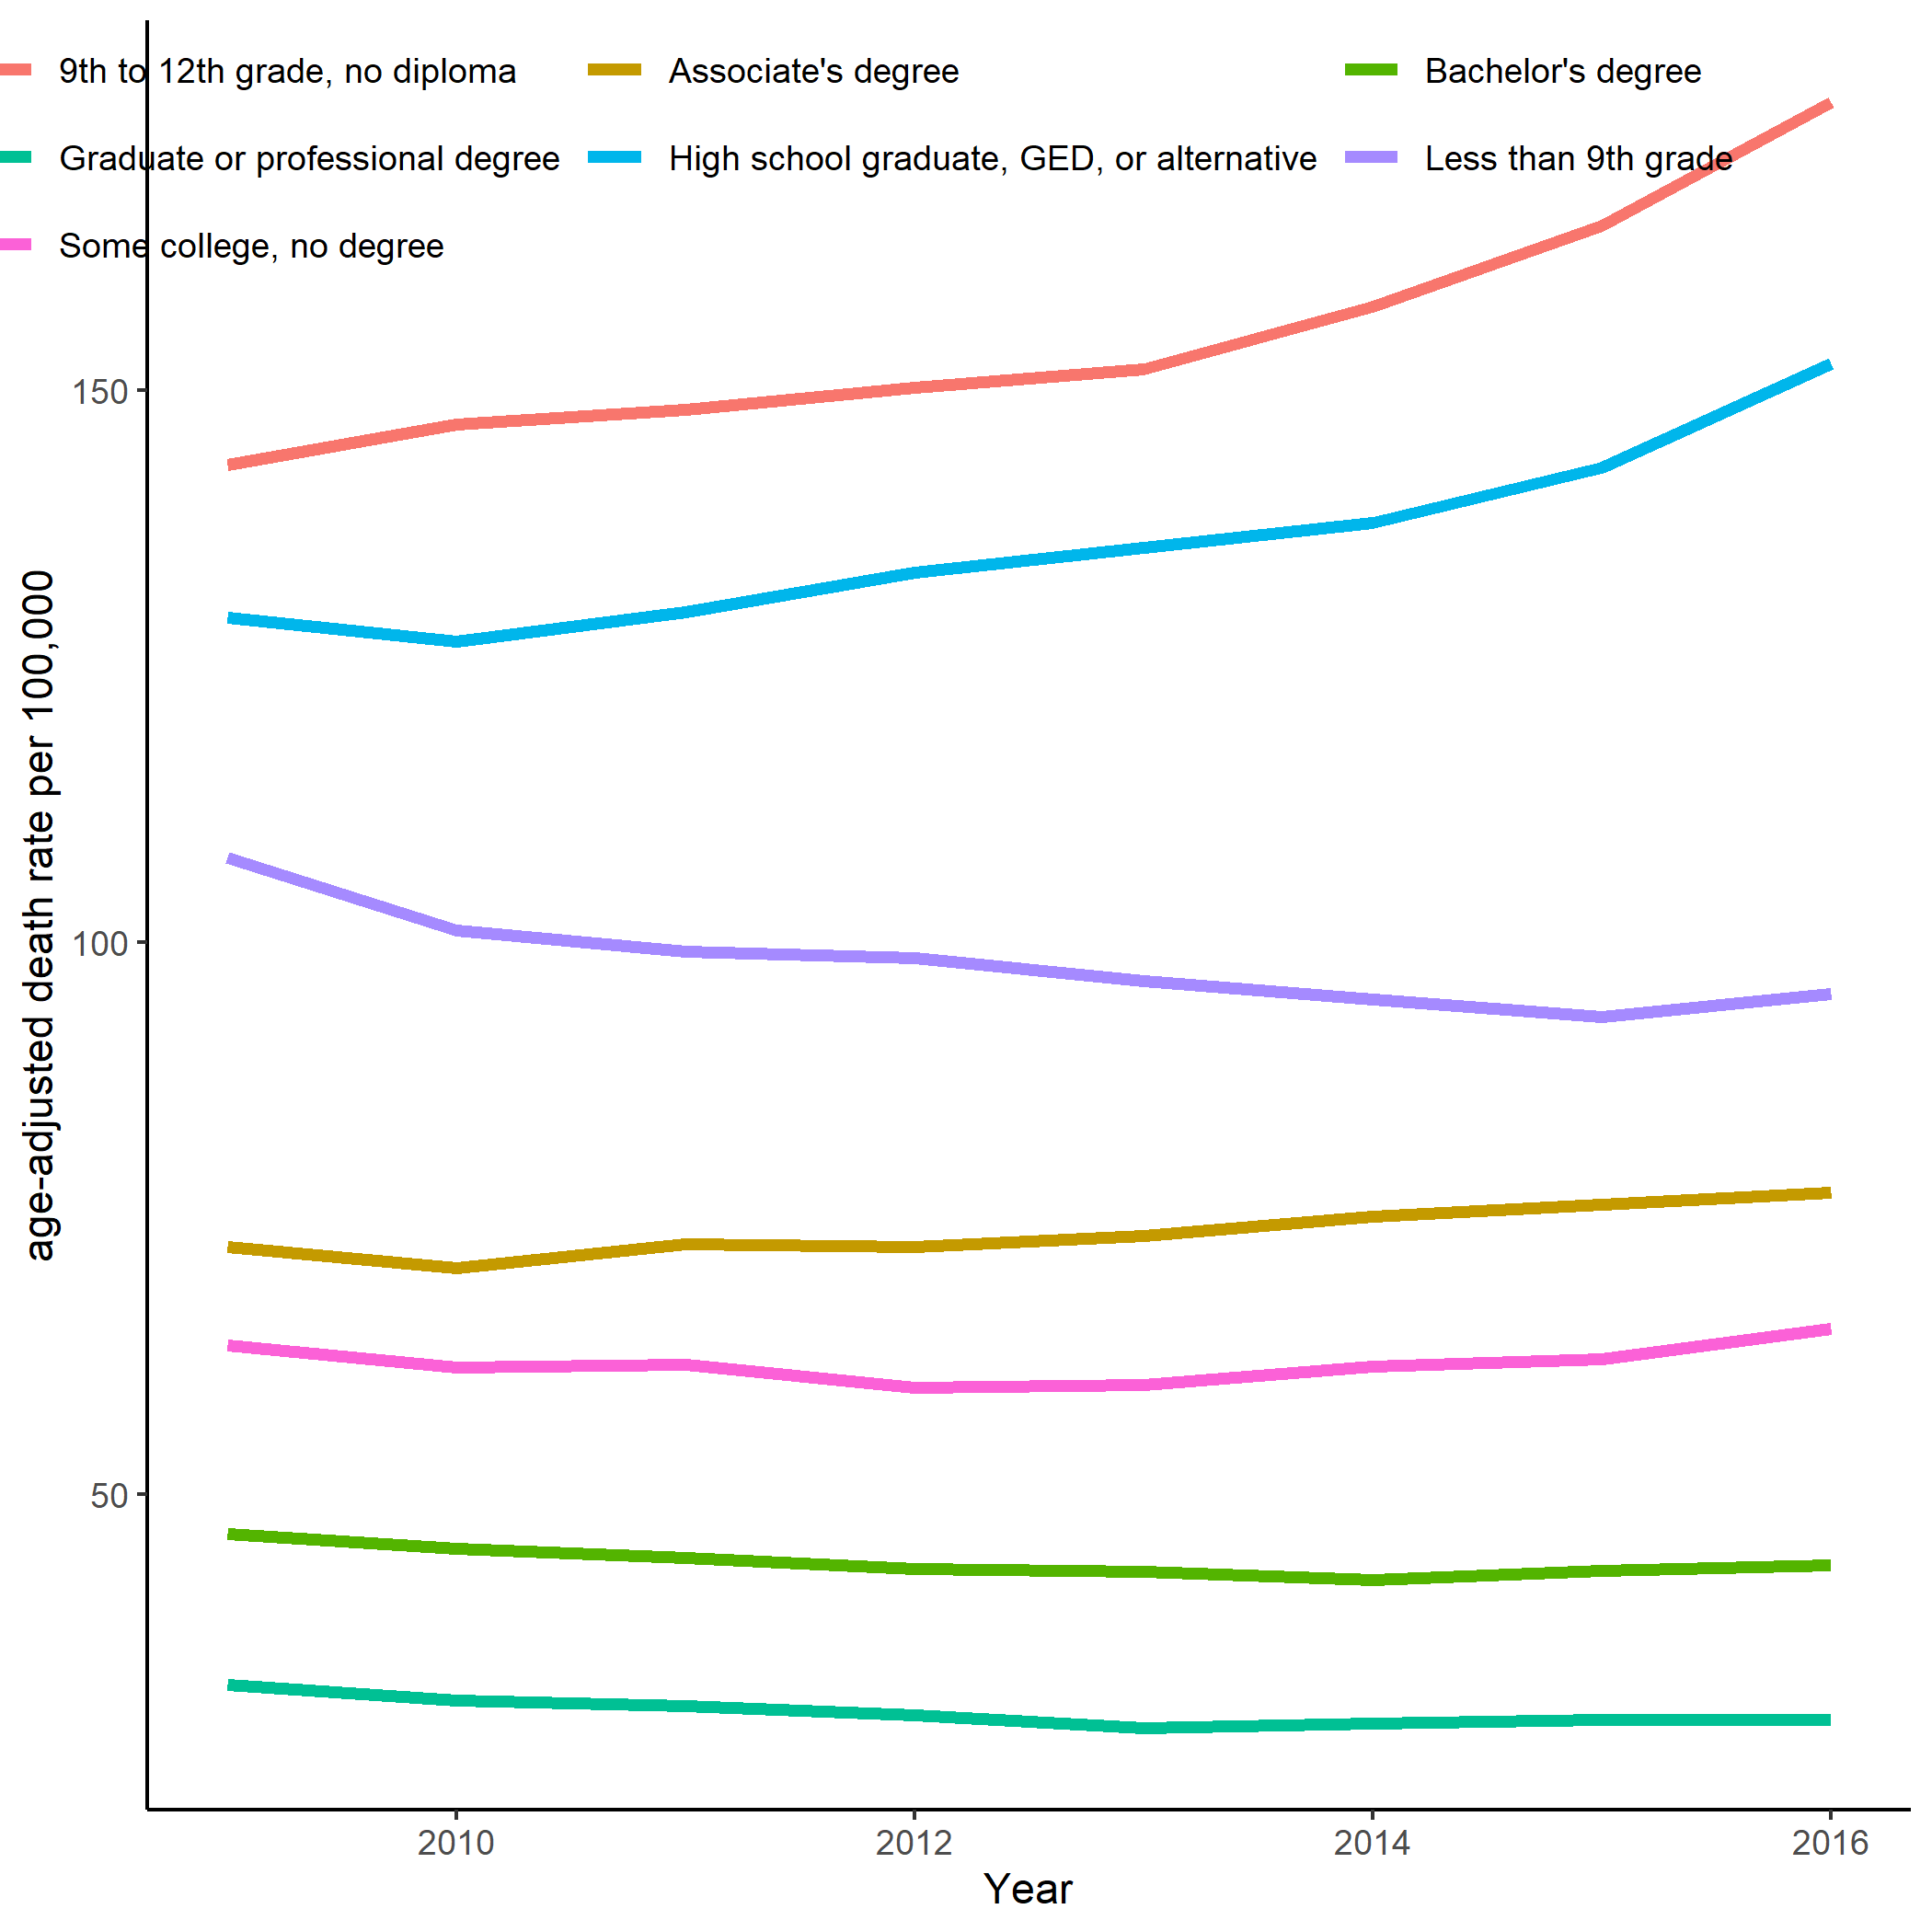 9th to 12th grade, no diploma
Associate's degree
Bachelor's degree
Graduate or professional degree
High school graduate, GED, or alternative
Less than 9th grade
Some college, no degree
age-adjusted death rate per 100,000
150
100
50
2010
2012
2014
2016
Year